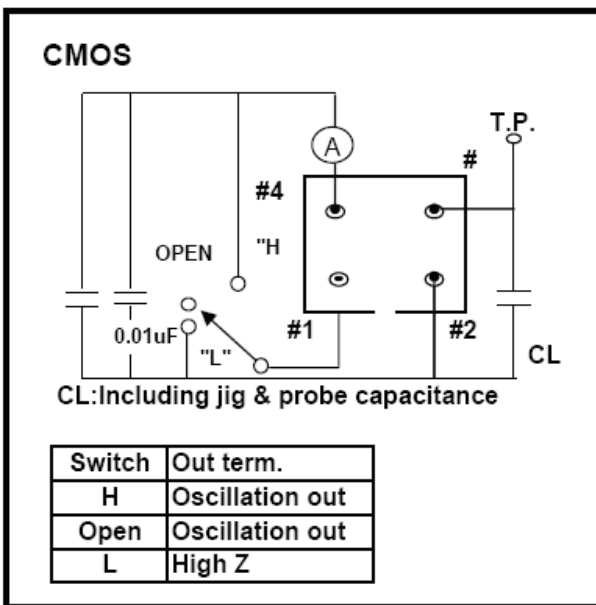 CMOS
A
T.P.
#
#4
OPEN
"H
0.01uF
"L"
#1
#2
CL
CL:Including jig & probe capacitance
Switch Out term.
H Oscillation out
Open Oscillation out
L High Z